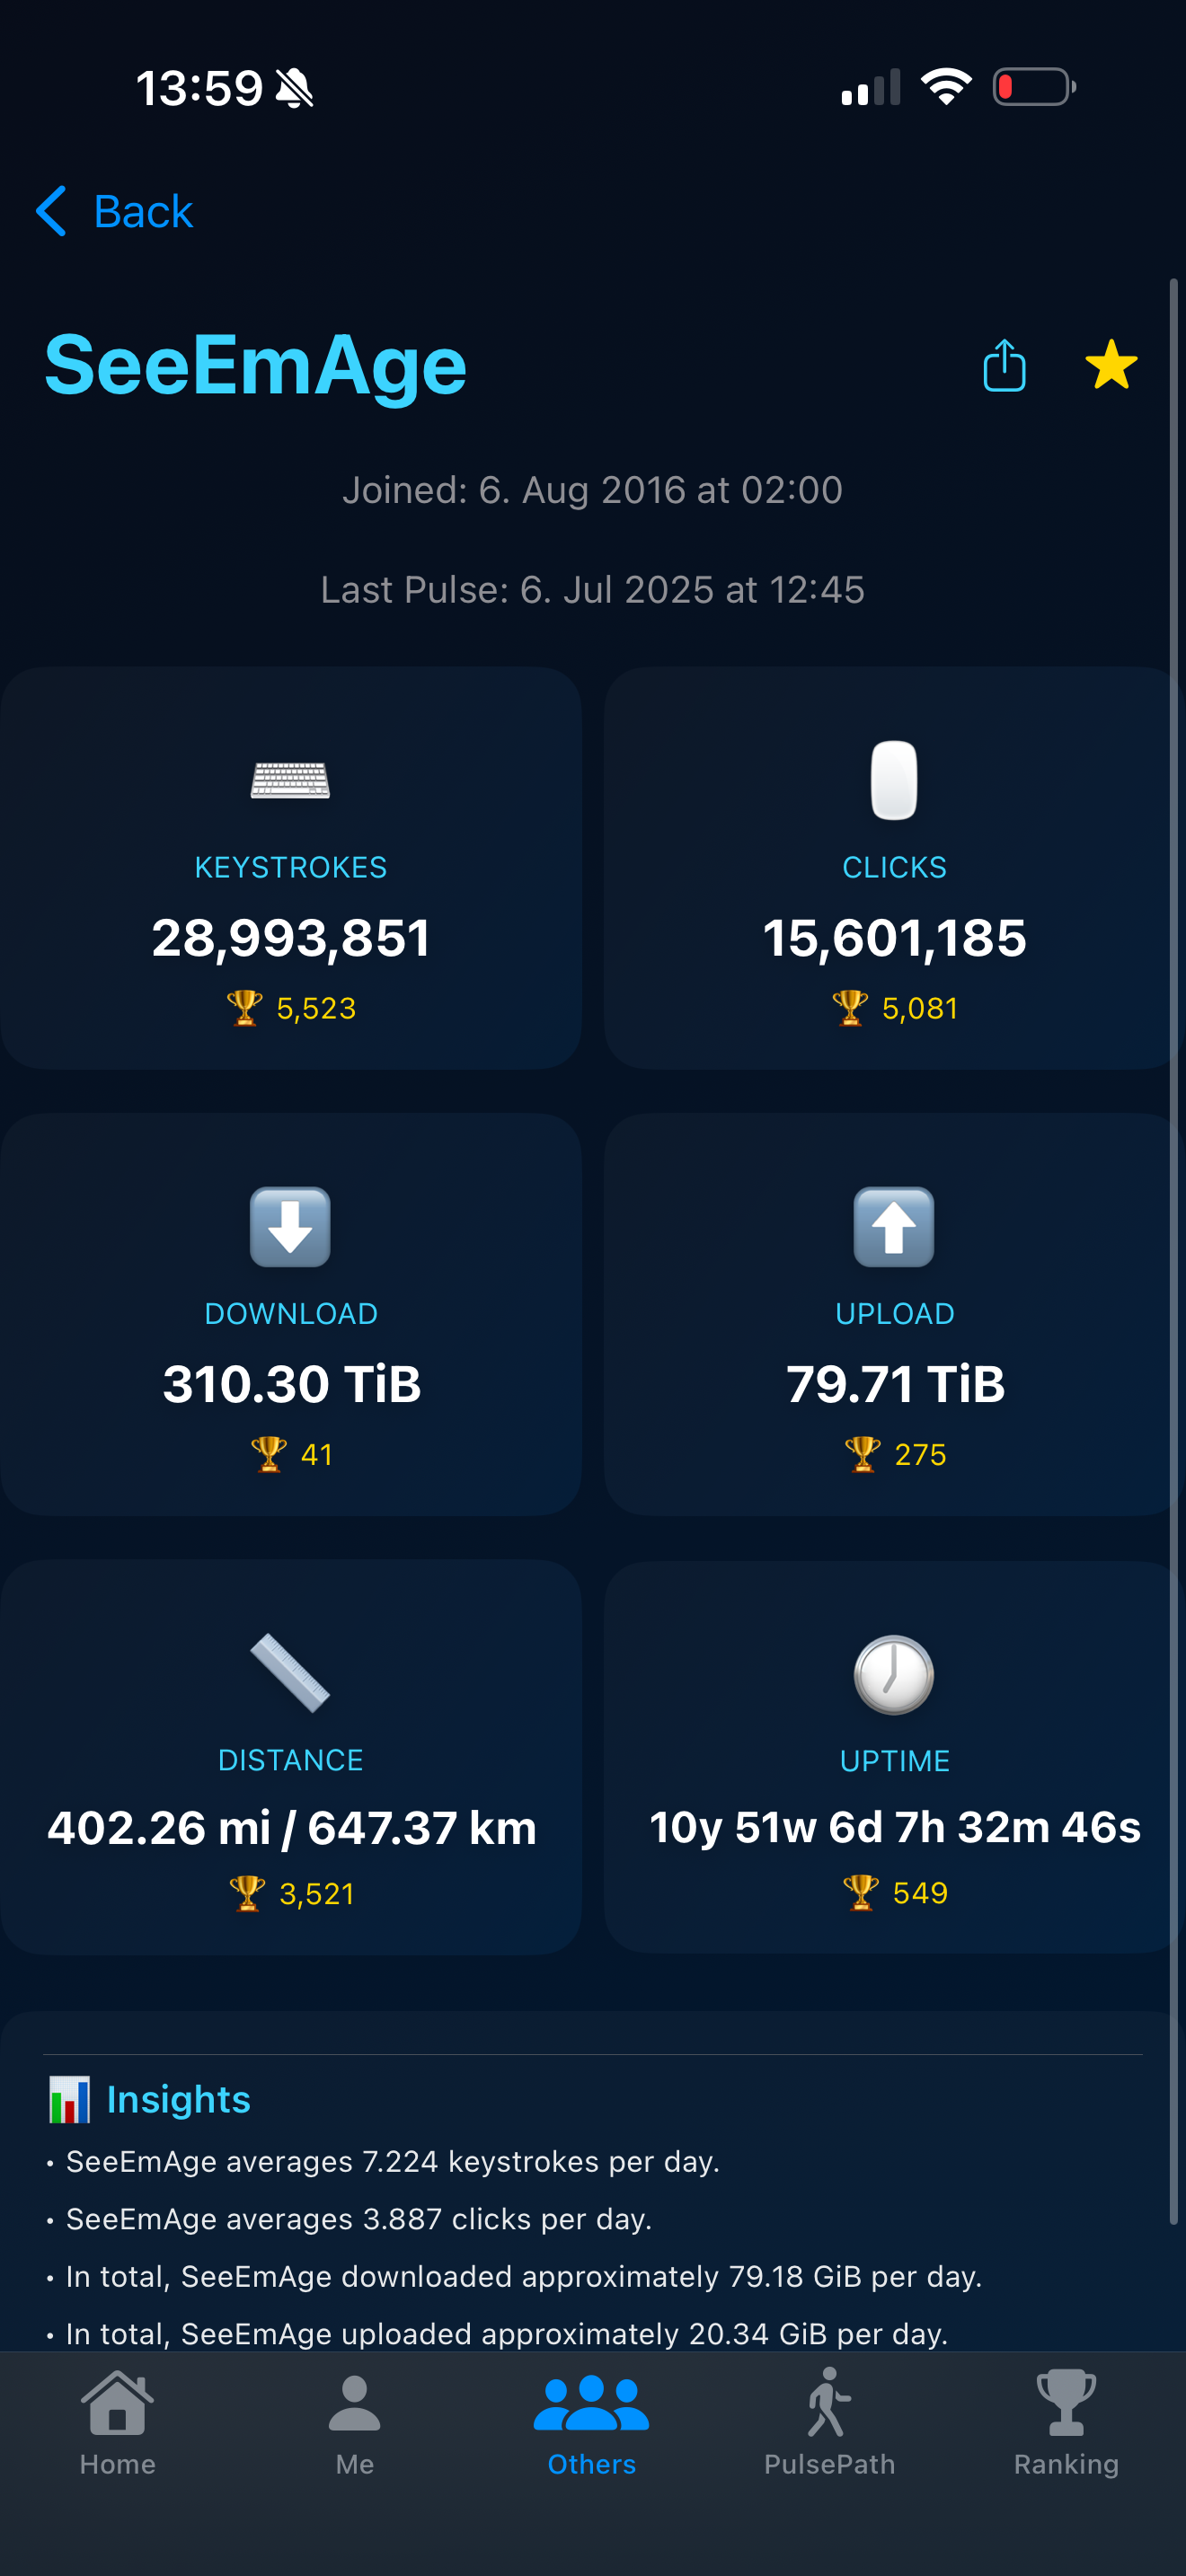 13:59
Back
SeeEmAge
Joined: 6. Aug 2016 at 02:00
Last Pulse: 6. Jul 2025 at 12:45
KEYSTROKES
28,993,851
5,523
CLICKS
15,601,185
5,081
DOWNLOAD
310.30 TiB
41
UPLOAD
79.71 TiB
275
DISTANCE
402.26 mi / 647.37 km
3,521
UPTIME
10y 51w 6d 7h 32m 46s
549
Insights
• SeeEmAge averages 7.224 keystrokes per day.
• SeeEmAge averages 3.887 clicks per day.
• In total, SeeEmAge downloaded approximately 79.18 GiB per day.
• In total, SeeEmAge uploaded approximately 20.34 GiB per day.
Home
Me
Others
PulsePath
Ranking